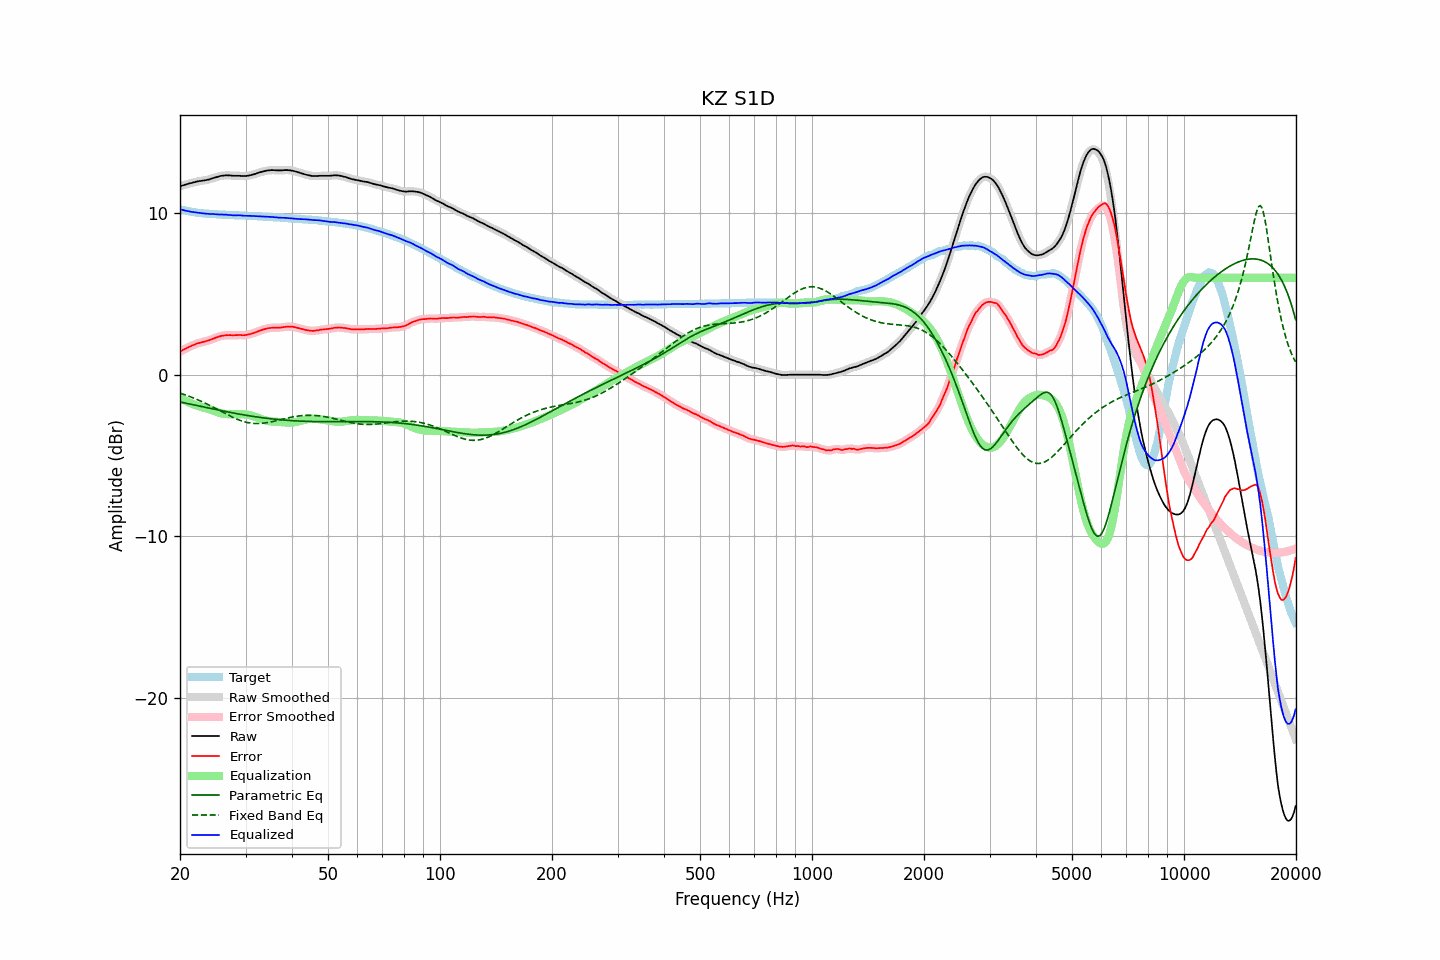 KZ S1D
Amplitude (dBr)
10
0
−10
−20
Target
Raw Smoothed
Error Smoothed
Raw
Error
Equalization
Parametric Eq
Fixed Band Eq
Equalized
20 50 100 200 500 1000 2000 5000 10000 20000
Frequency (Hz)